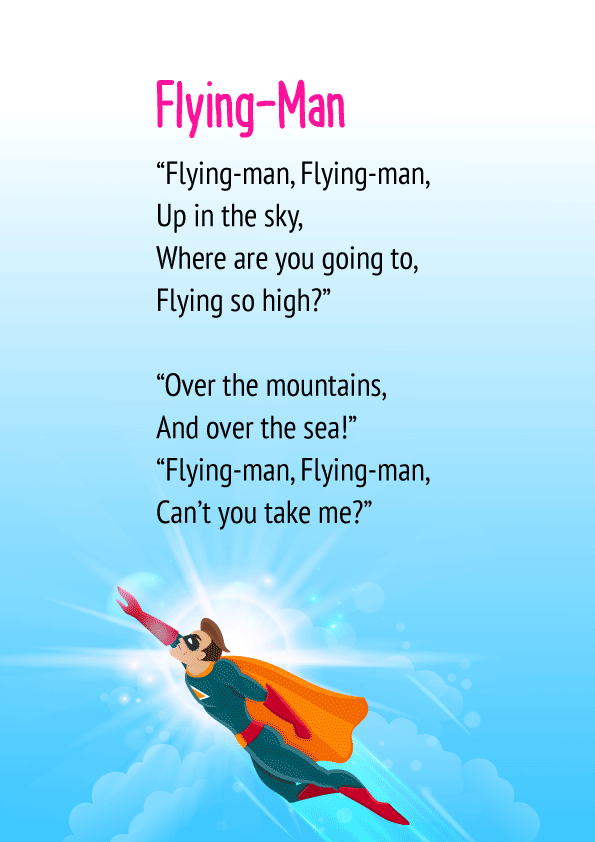 Flying-Man
“Flying-man, Flying-man,
Up in the sky,
Where are you going to,
Flying so high?”
“Over the mountains,
And over the sea!”
“Flying-man, Flying-man,
Can’t you take me?”